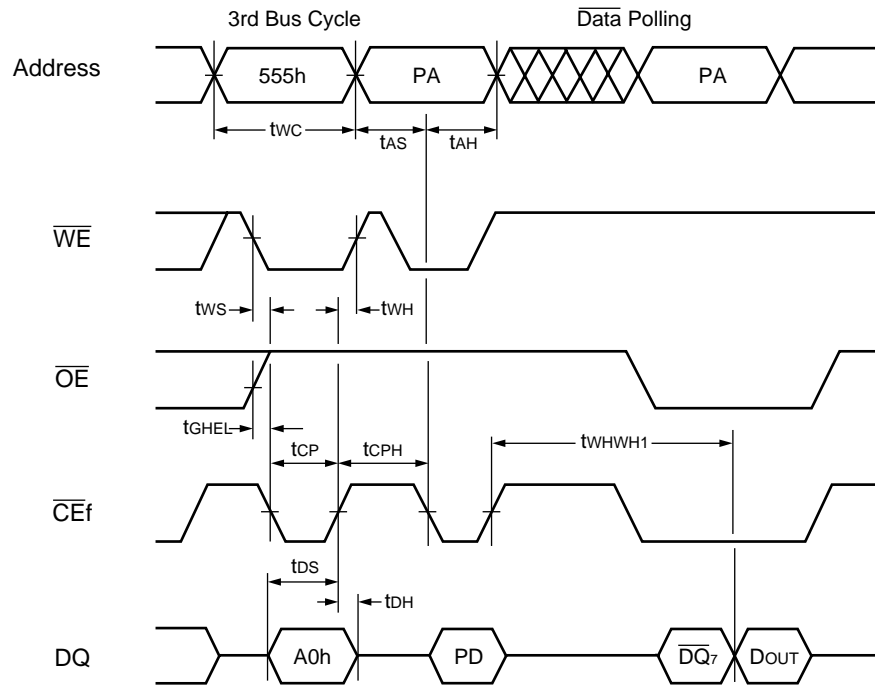 3rd Bus Cycle
Data Polling
Address
555h
PA
PA
tWC
tAS
tAH
WE
tWS
tWH
OE
tGHEL
tCP
tCPH
tWHWH1
CEf
tDS
tDH
DQ
A0h
PD
DQ7
DOUT